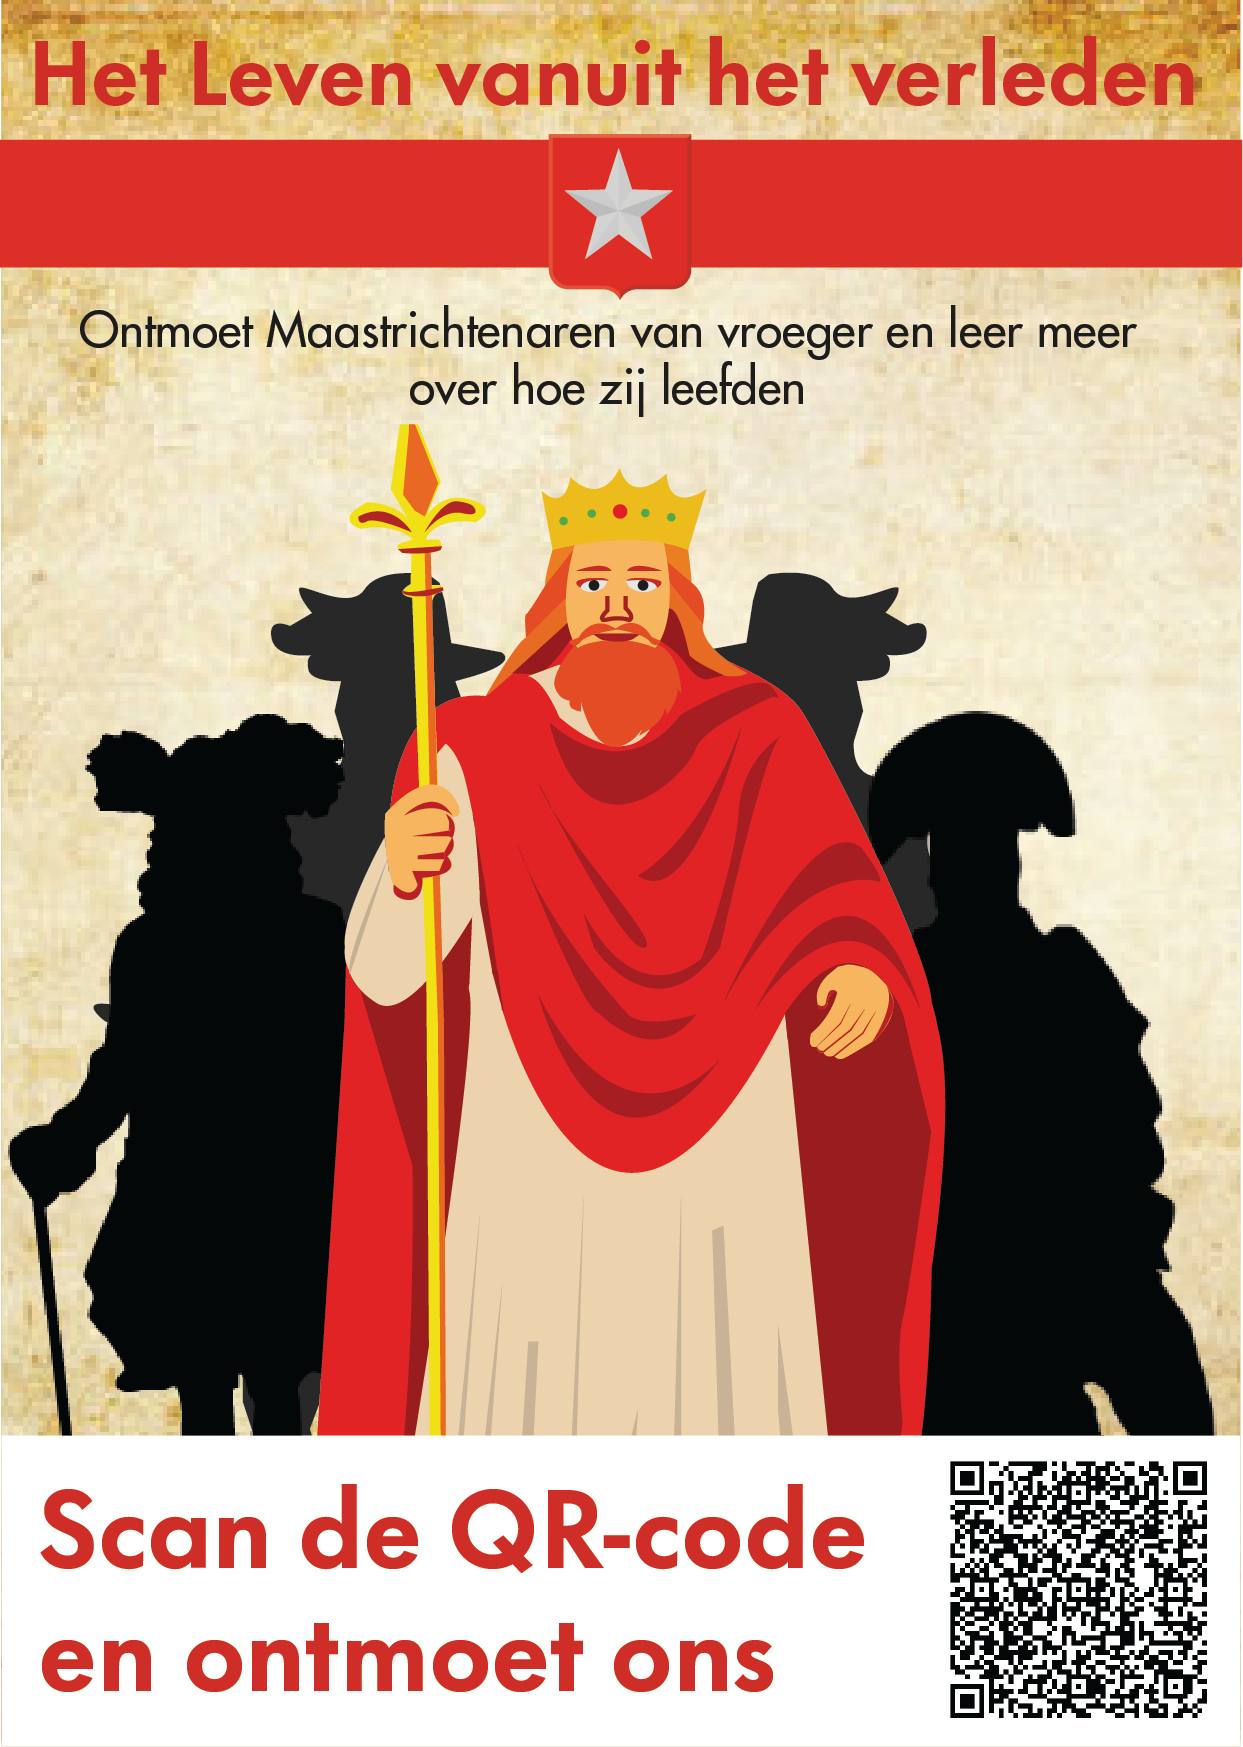 Het Leven vanuit het verleden
Ontmoet Maastrichtenaren van vroeger en leer meer
over hoe zij leefden
Scan de QR-code
en ontmoet ons